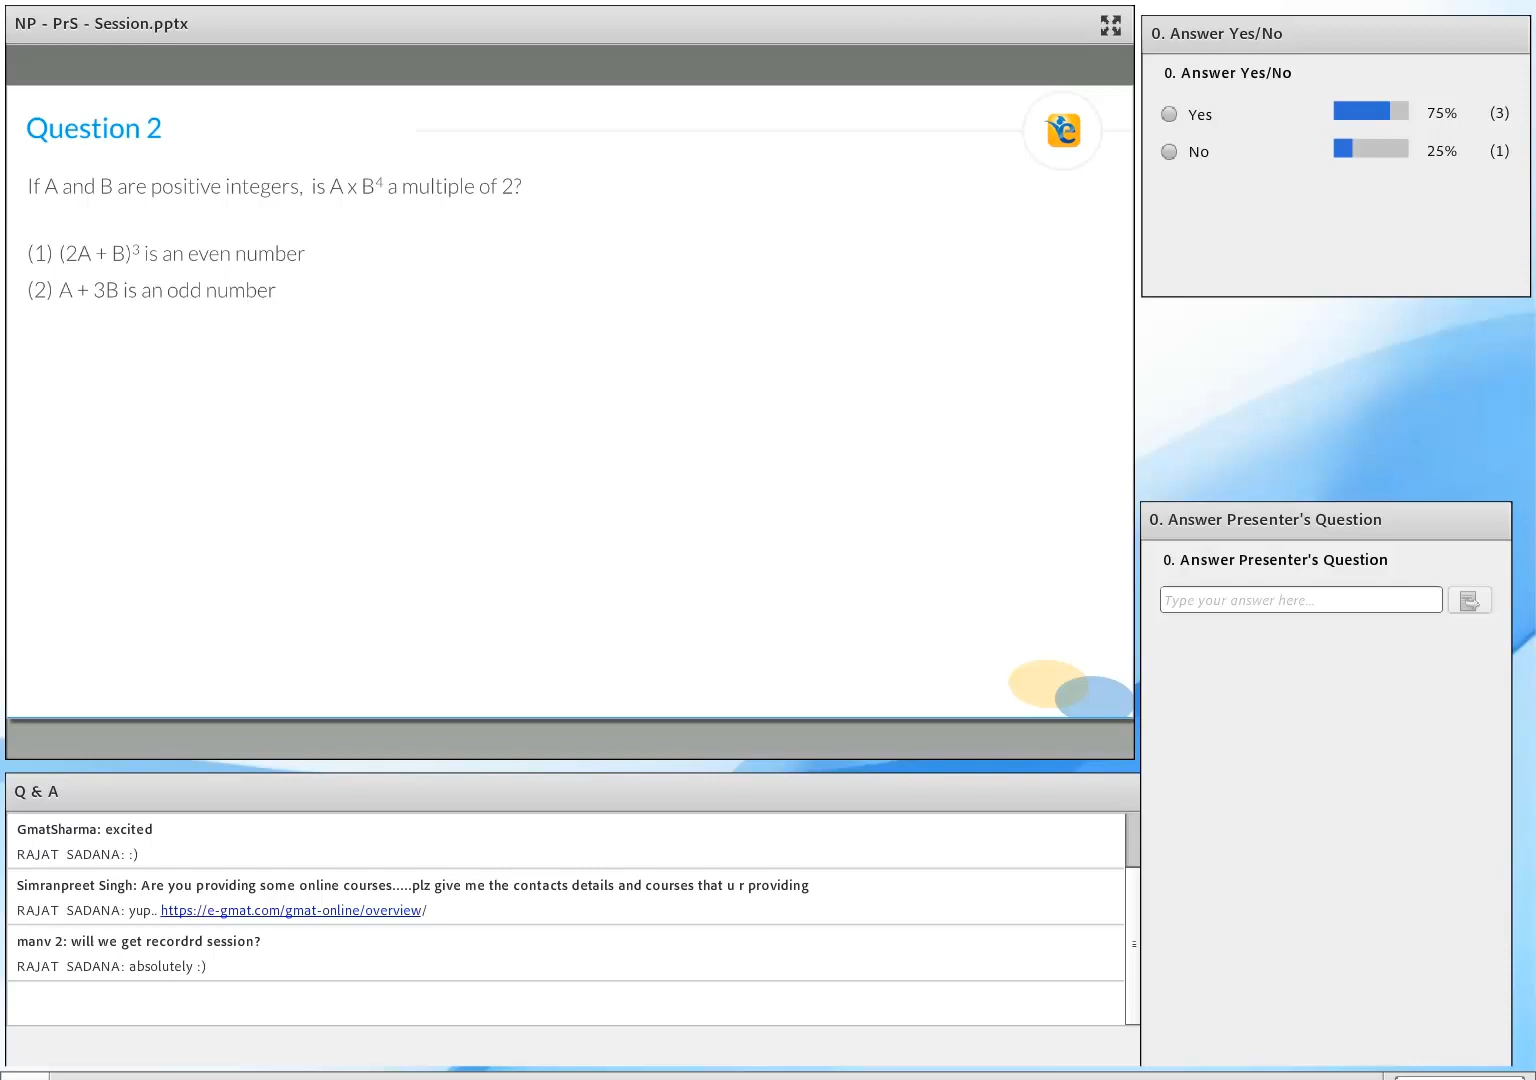 NP - PrS - Session.pptx
Question 2
If A and B are positive integers, is A x B⁴ a multiple of 2?
(1) (2A + B)³ is an even number
(2) A + 3B is an odd number
0. Answer Yes/No
0. Answer Yes/No
Yes 75% (3)
No 25% (1)
0. Answer Presenter's Question
0. Answer Presenter's Question
Type your answer here...
Q & A
GmatSharma: excited
RAJAT SADANA: :)
Simranpreet Singh: Are you providing some online courses.....plz give me the contacts details and courses that u r providing
RAJAT SADANA: yup.. https://e-gmat.com/gmat-online/overview/
manv 2: will we get recordrd session?
RAJAT SADANA: absolutely :)